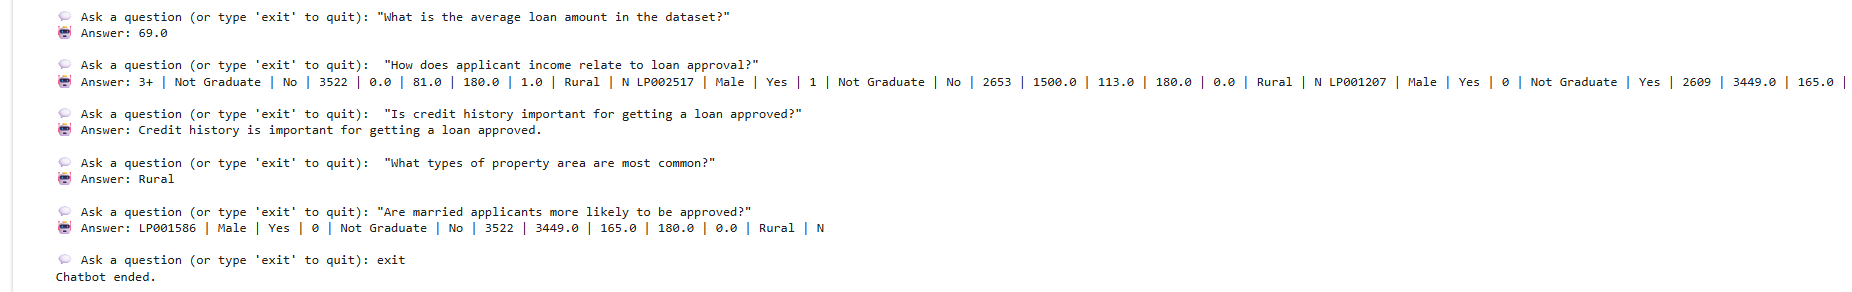 💬 Ask a question (or type 'exit' to quit): "What is the average loan amount in the dataset?"
🤖 Answer: 69.0
💬 Ask a question (or type 'exit' to quit):  "How does applicant income relate to loan approval?"
🤖 Answer: 3+ | Not Graduate | No | 3522 | 0.0 | 81.0 | 180.0 | 1.0 | Rural | N LP002517 | Male | Yes | 1 | Not Graduate | No | 2653 | 1500.0 | 113.0 | 180.0 | 0.0 | Rural | N LP001207 | Male | Yes | 0 | Not Graduate | Yes | 2609 | 3449.0 | 165.0 |
💬 Ask a question (or type 'exit' to quit):  "Is credit history important for getting a loan approved?"
🤖 Answer: Credit history is important for getting a loan approved.
💬 Ask a question (or type 'exit' to quit):  "What types of property area are most common?"
🤖 Answer: Rural
💬 Ask a question (or type 'exit' to quit): "Are married applicants more likely to be approved?"
🤖 Answer: LP001586 | Male | Yes | 0 | Not Graduate | No | 3522 | 3449.0 | 165.0 | 180.0 | 0.0 | Rural | N
💬 Ask a question (or type 'exit' to quit): exit
Chatbot ended.